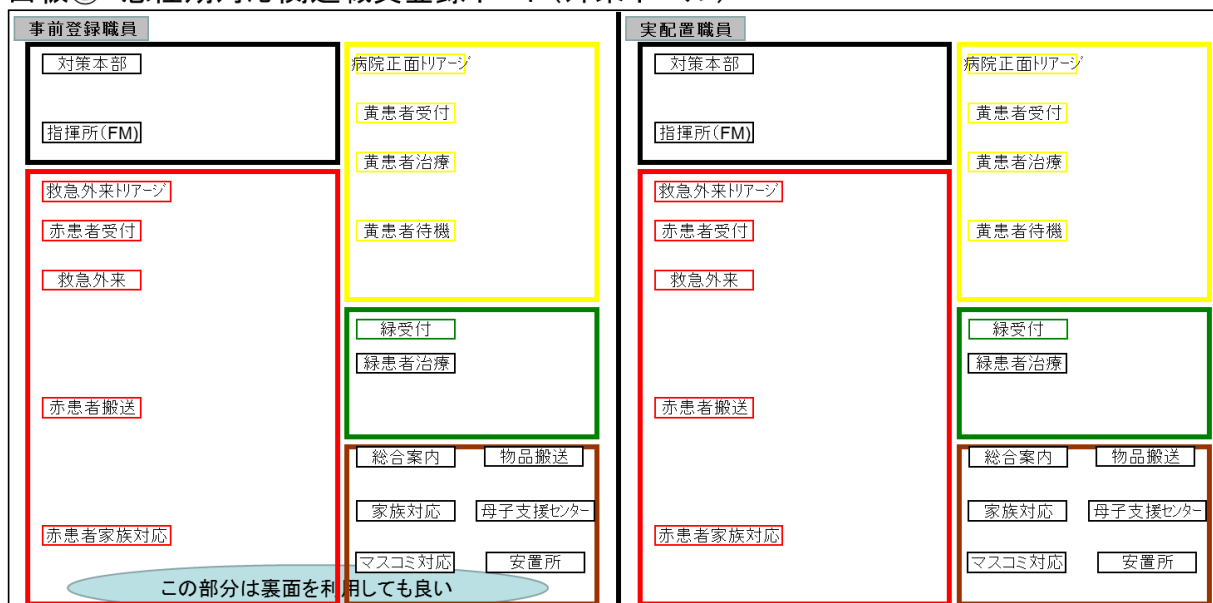 事前登録職員
対策本部
指揮所(FM)
救急外来トリアージ
赤患者受付
救急外来
赤患者搬送
赤患者家族対応
病院正面トリアージ
黄患者受付
黄患者治療
黄患者待機
緑受付
緑患者治療
総合案内 物品搬送
家族対応 母子支援センター
マスコミ対応 安置所
この部分は裏面を利用しても良い
実配置職員
対策本部
指揮所(FM)
救急外来トリアージ
赤患者受付
救急外来
赤患者搬送
赤患者家族対応
病院正面トリアージ
黄患者受付
黄患者治療
黄患者待機
緑受付
緑患者治療
総合案内 物品搬送
家族対応 母子支援センター
マスコミ対応 安置所